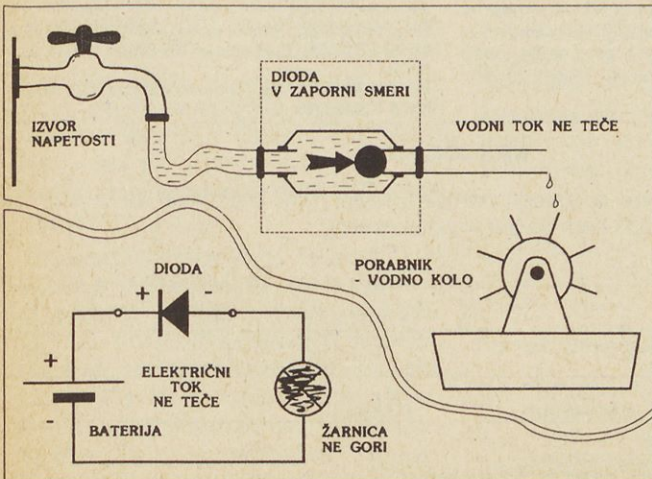 IZVOR
NAPETOSTI
DIODA
V ZAPORNI SMERI
VODNI TOK NE TEČE
PORABNIK
- VODNO KOLO
DIODA
+ -
+
-
ELEKTRIČNI
TOK
NE TEČE
BATERIJA
ŽARNICA
NE GORI